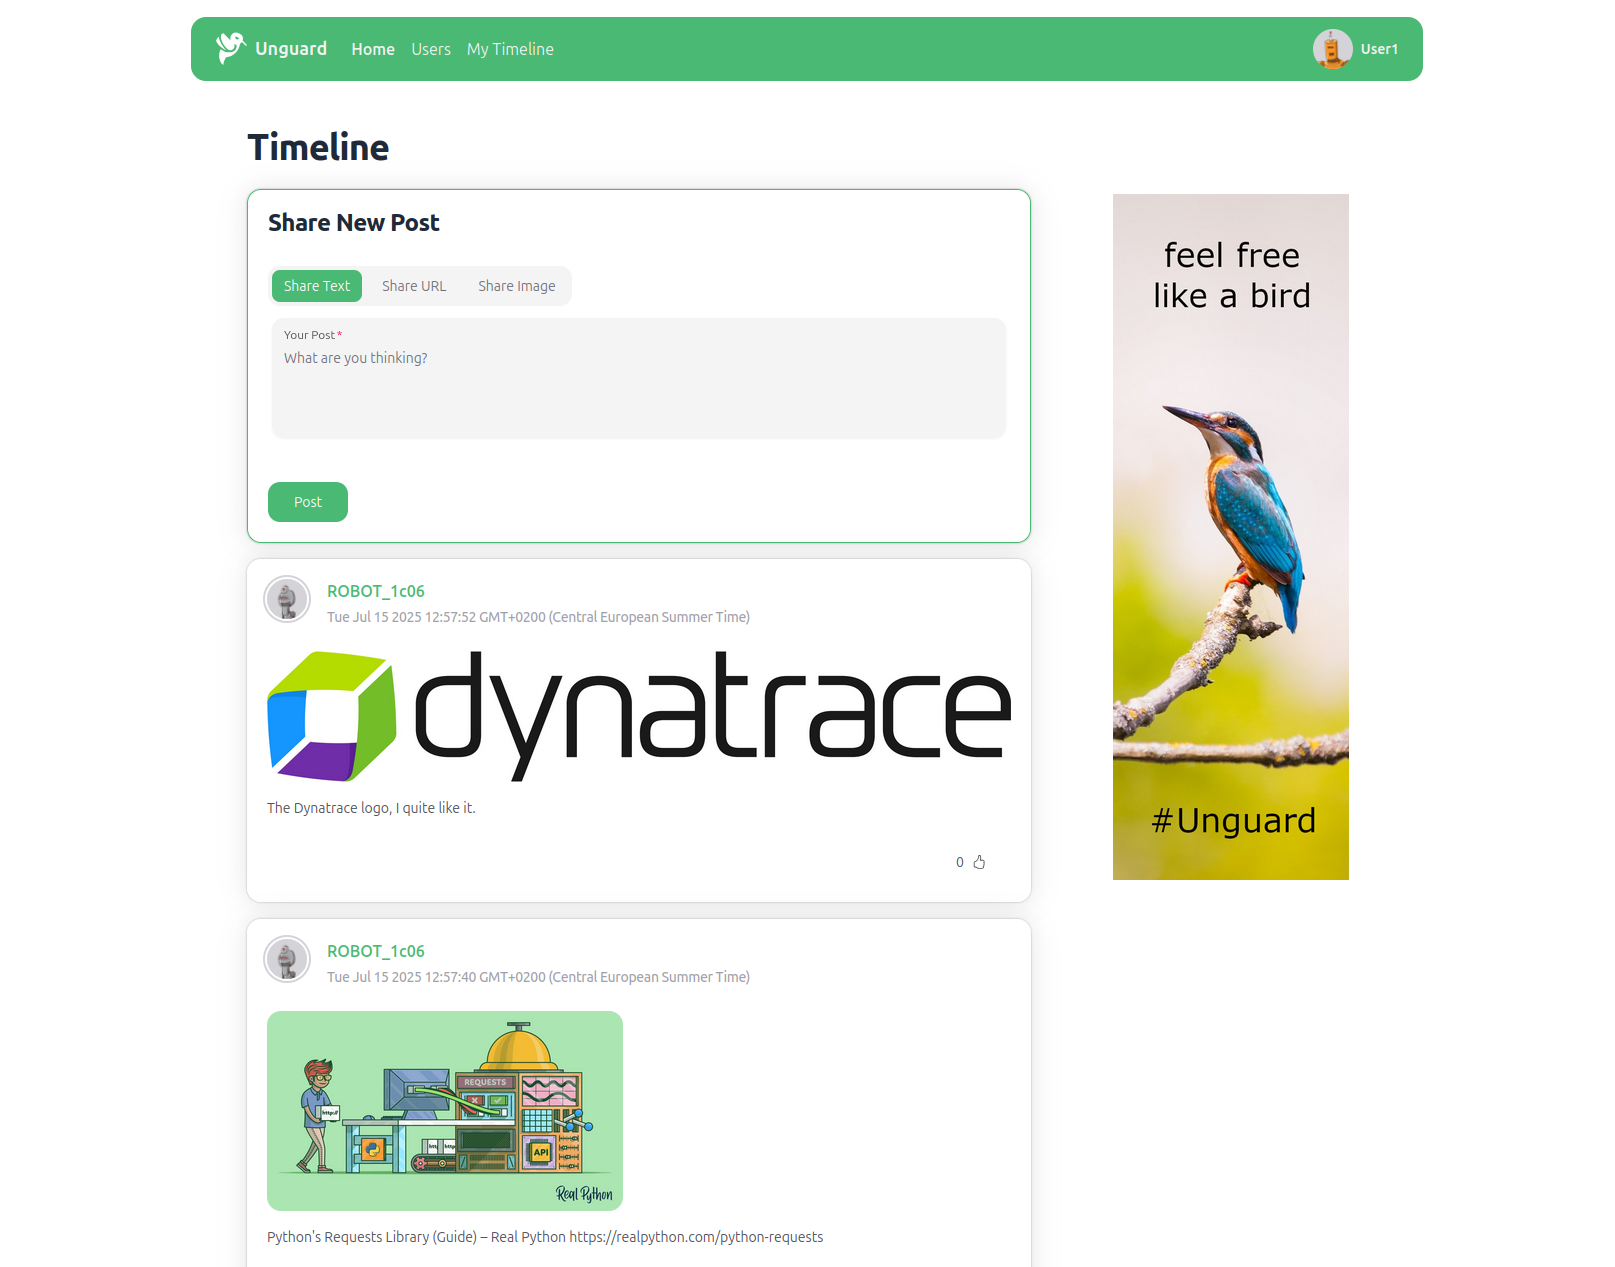 Unguard Home Users My Timeline User1
Timeline
Share New Post
Share Text Share URL Share Image
Your Post*
What are you thinking?
Post
feel free
like a bird
#Unguard
ROBOT_1c06
Tue Jul 15 2025 12:57:52 GMT+0200 (Central European Summer Time)
dynatrace
The Dynatrace logo, I quite like it.
0
ROBOT_1c06
Tue Jul 15 2025 12:57:40 GMT+0200 (Central European Summer Time)
REQUESTS
http://
API
Real Python
Python's Requests Library (Guide) – Real Python https://realpython.com/python-requests